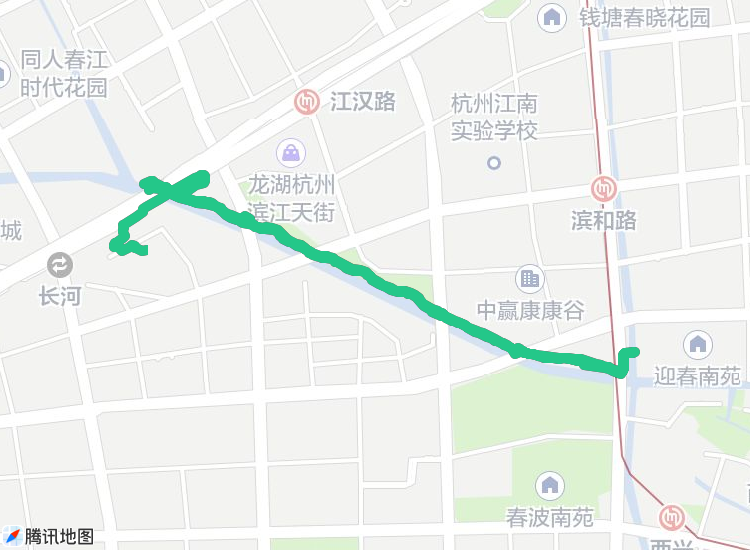 钱塘春晓花园
同人春江
时代花园
江汉路
杭州江南
实验学校
龙湖杭州
滨江天街
滨和路
城
长河
中赢康康谷
迎春南苑
春波南苑
西兴
腾讯地图